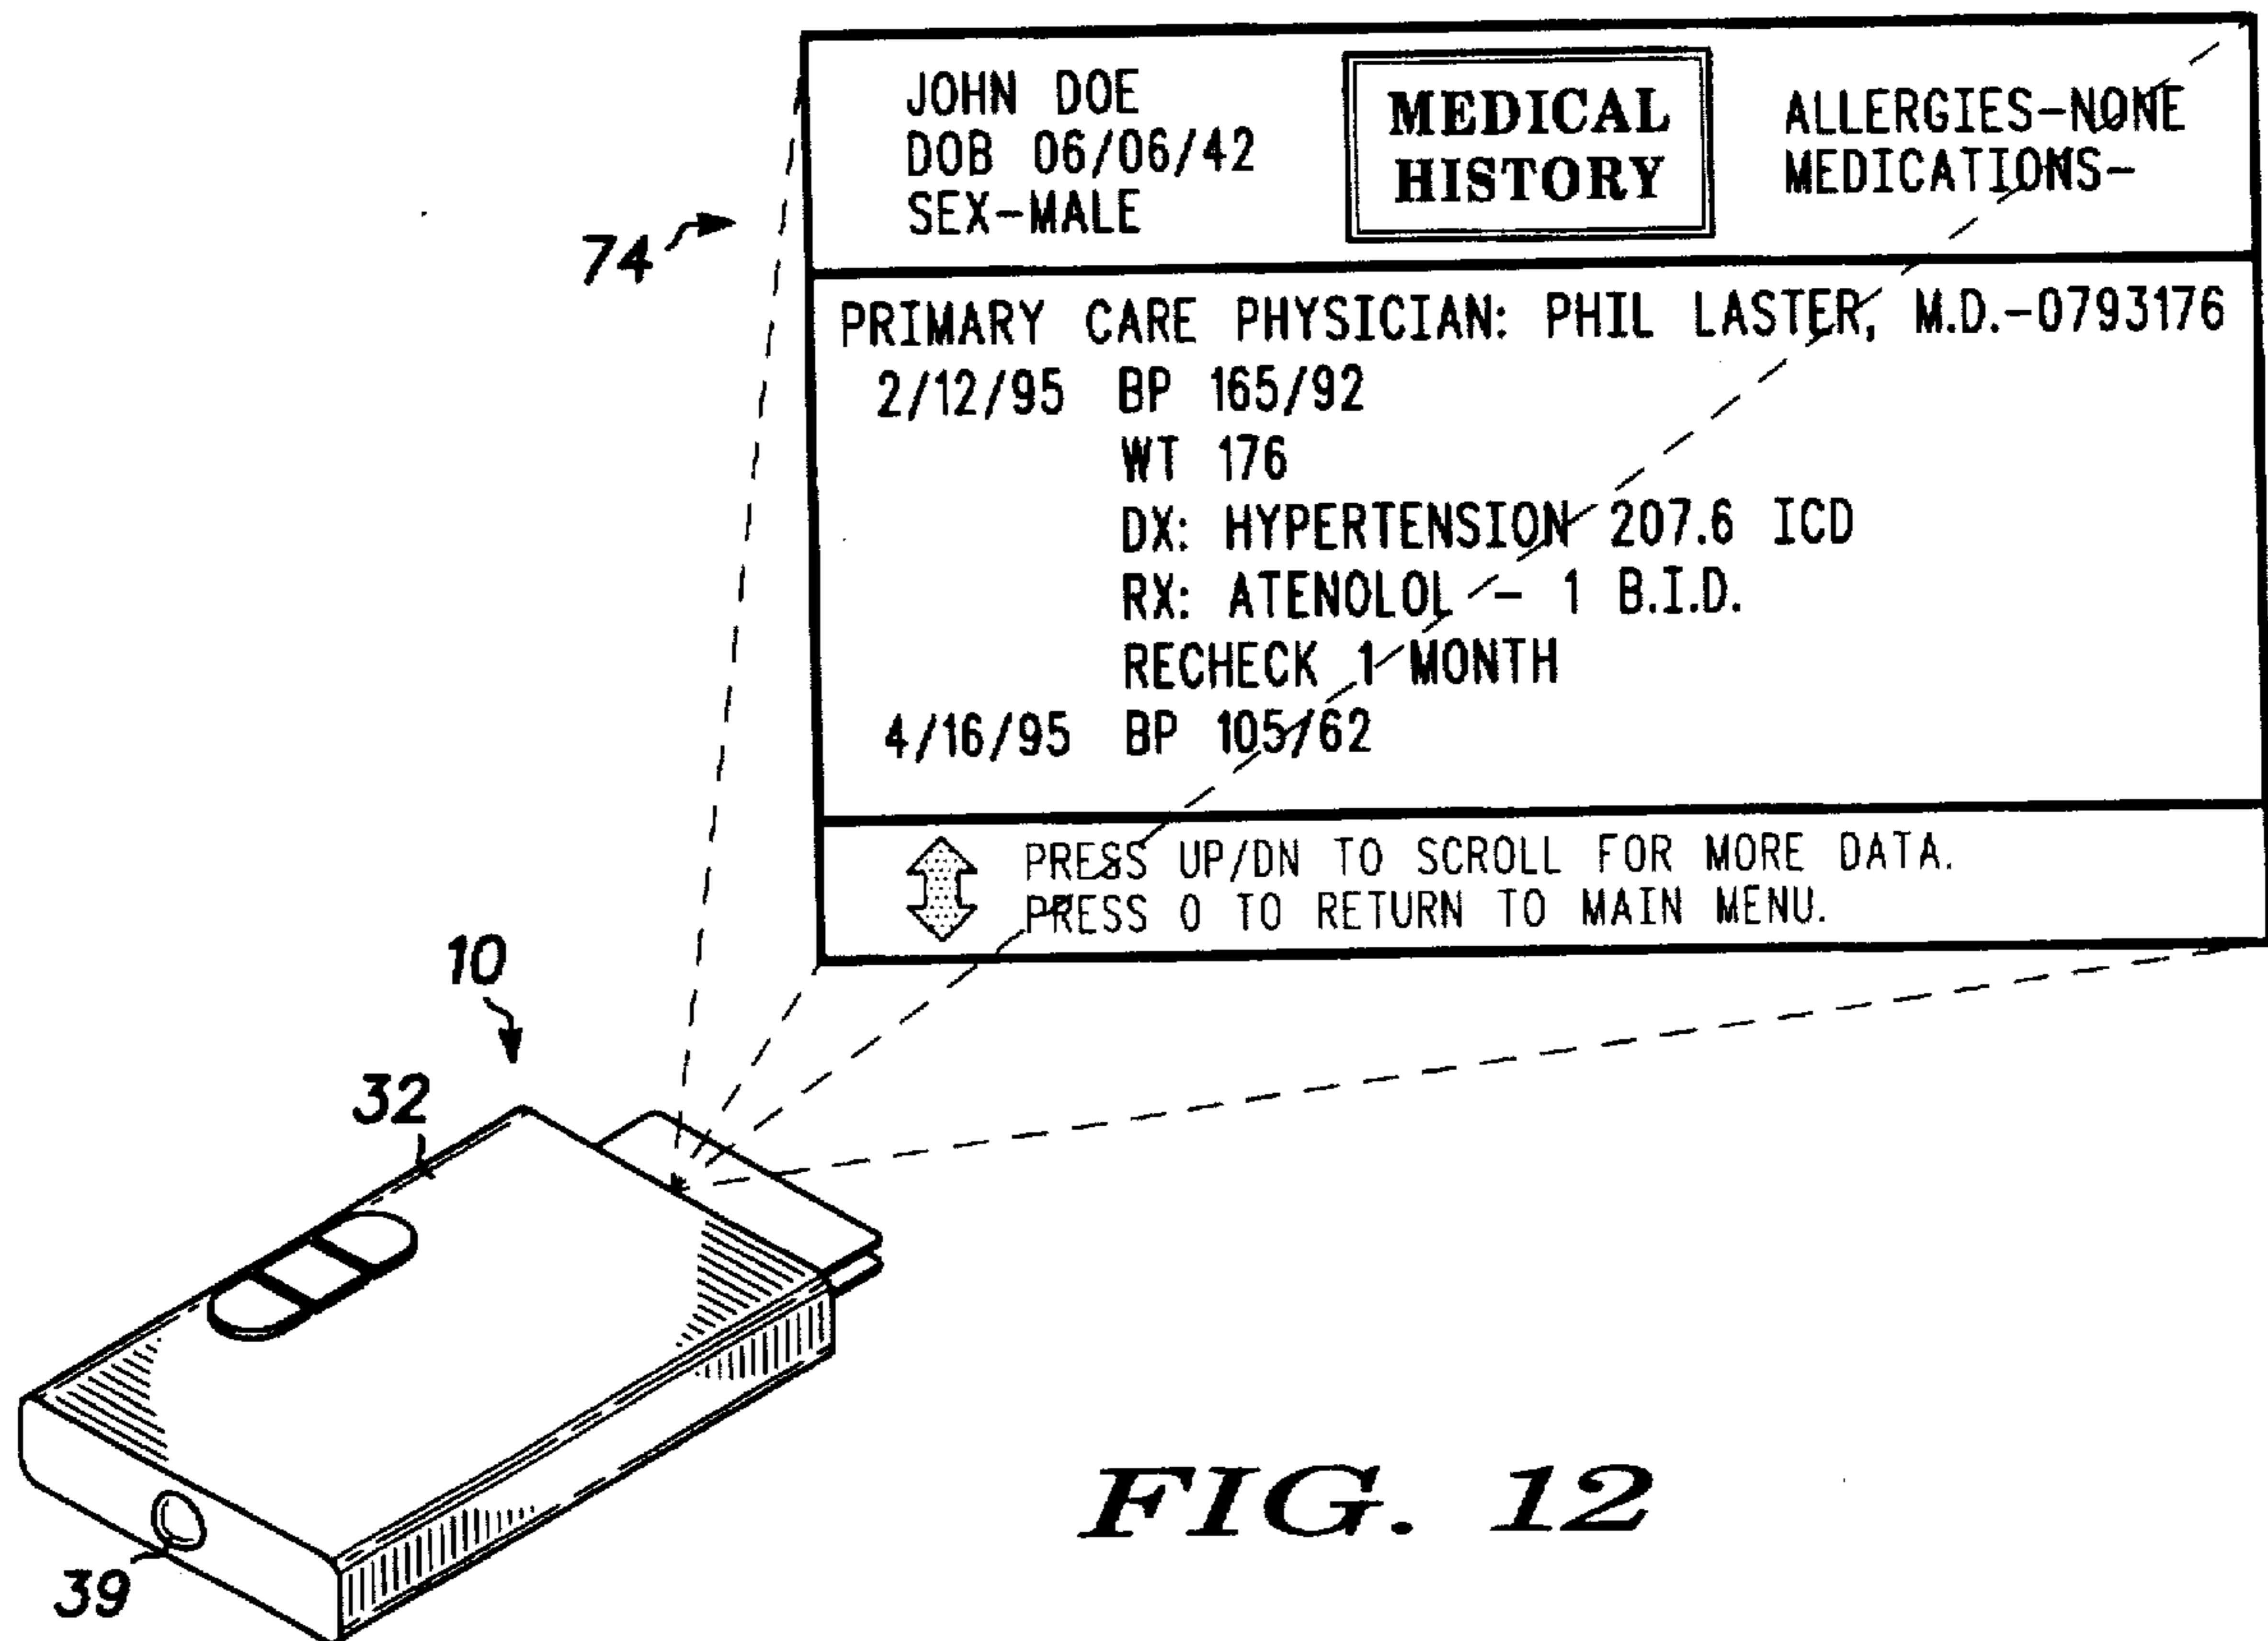 JOHN DOE
DOB 06/06/42
SEX-MALE
MEDICAL
HISTORY
ALLERGIES-NONE
MEDICATIONS-
74
PRIMARY CARE PHYSICIAN: PHIL LASTER, M.D.-0793176
2/12/95 BP 165/92
WT 176
DX: HYPERTENSION 207.6 ICD
RX: ATENOLOL - 1 B.I.D.
RECHECK 1 MONTH
4/16/95 BP 105/62
PRESS UP/DN TO SCROLL FOR MORE DATA.
PRESS 0 TO RETURN TO MAIN MENU.
10
32
39
FIG. 12